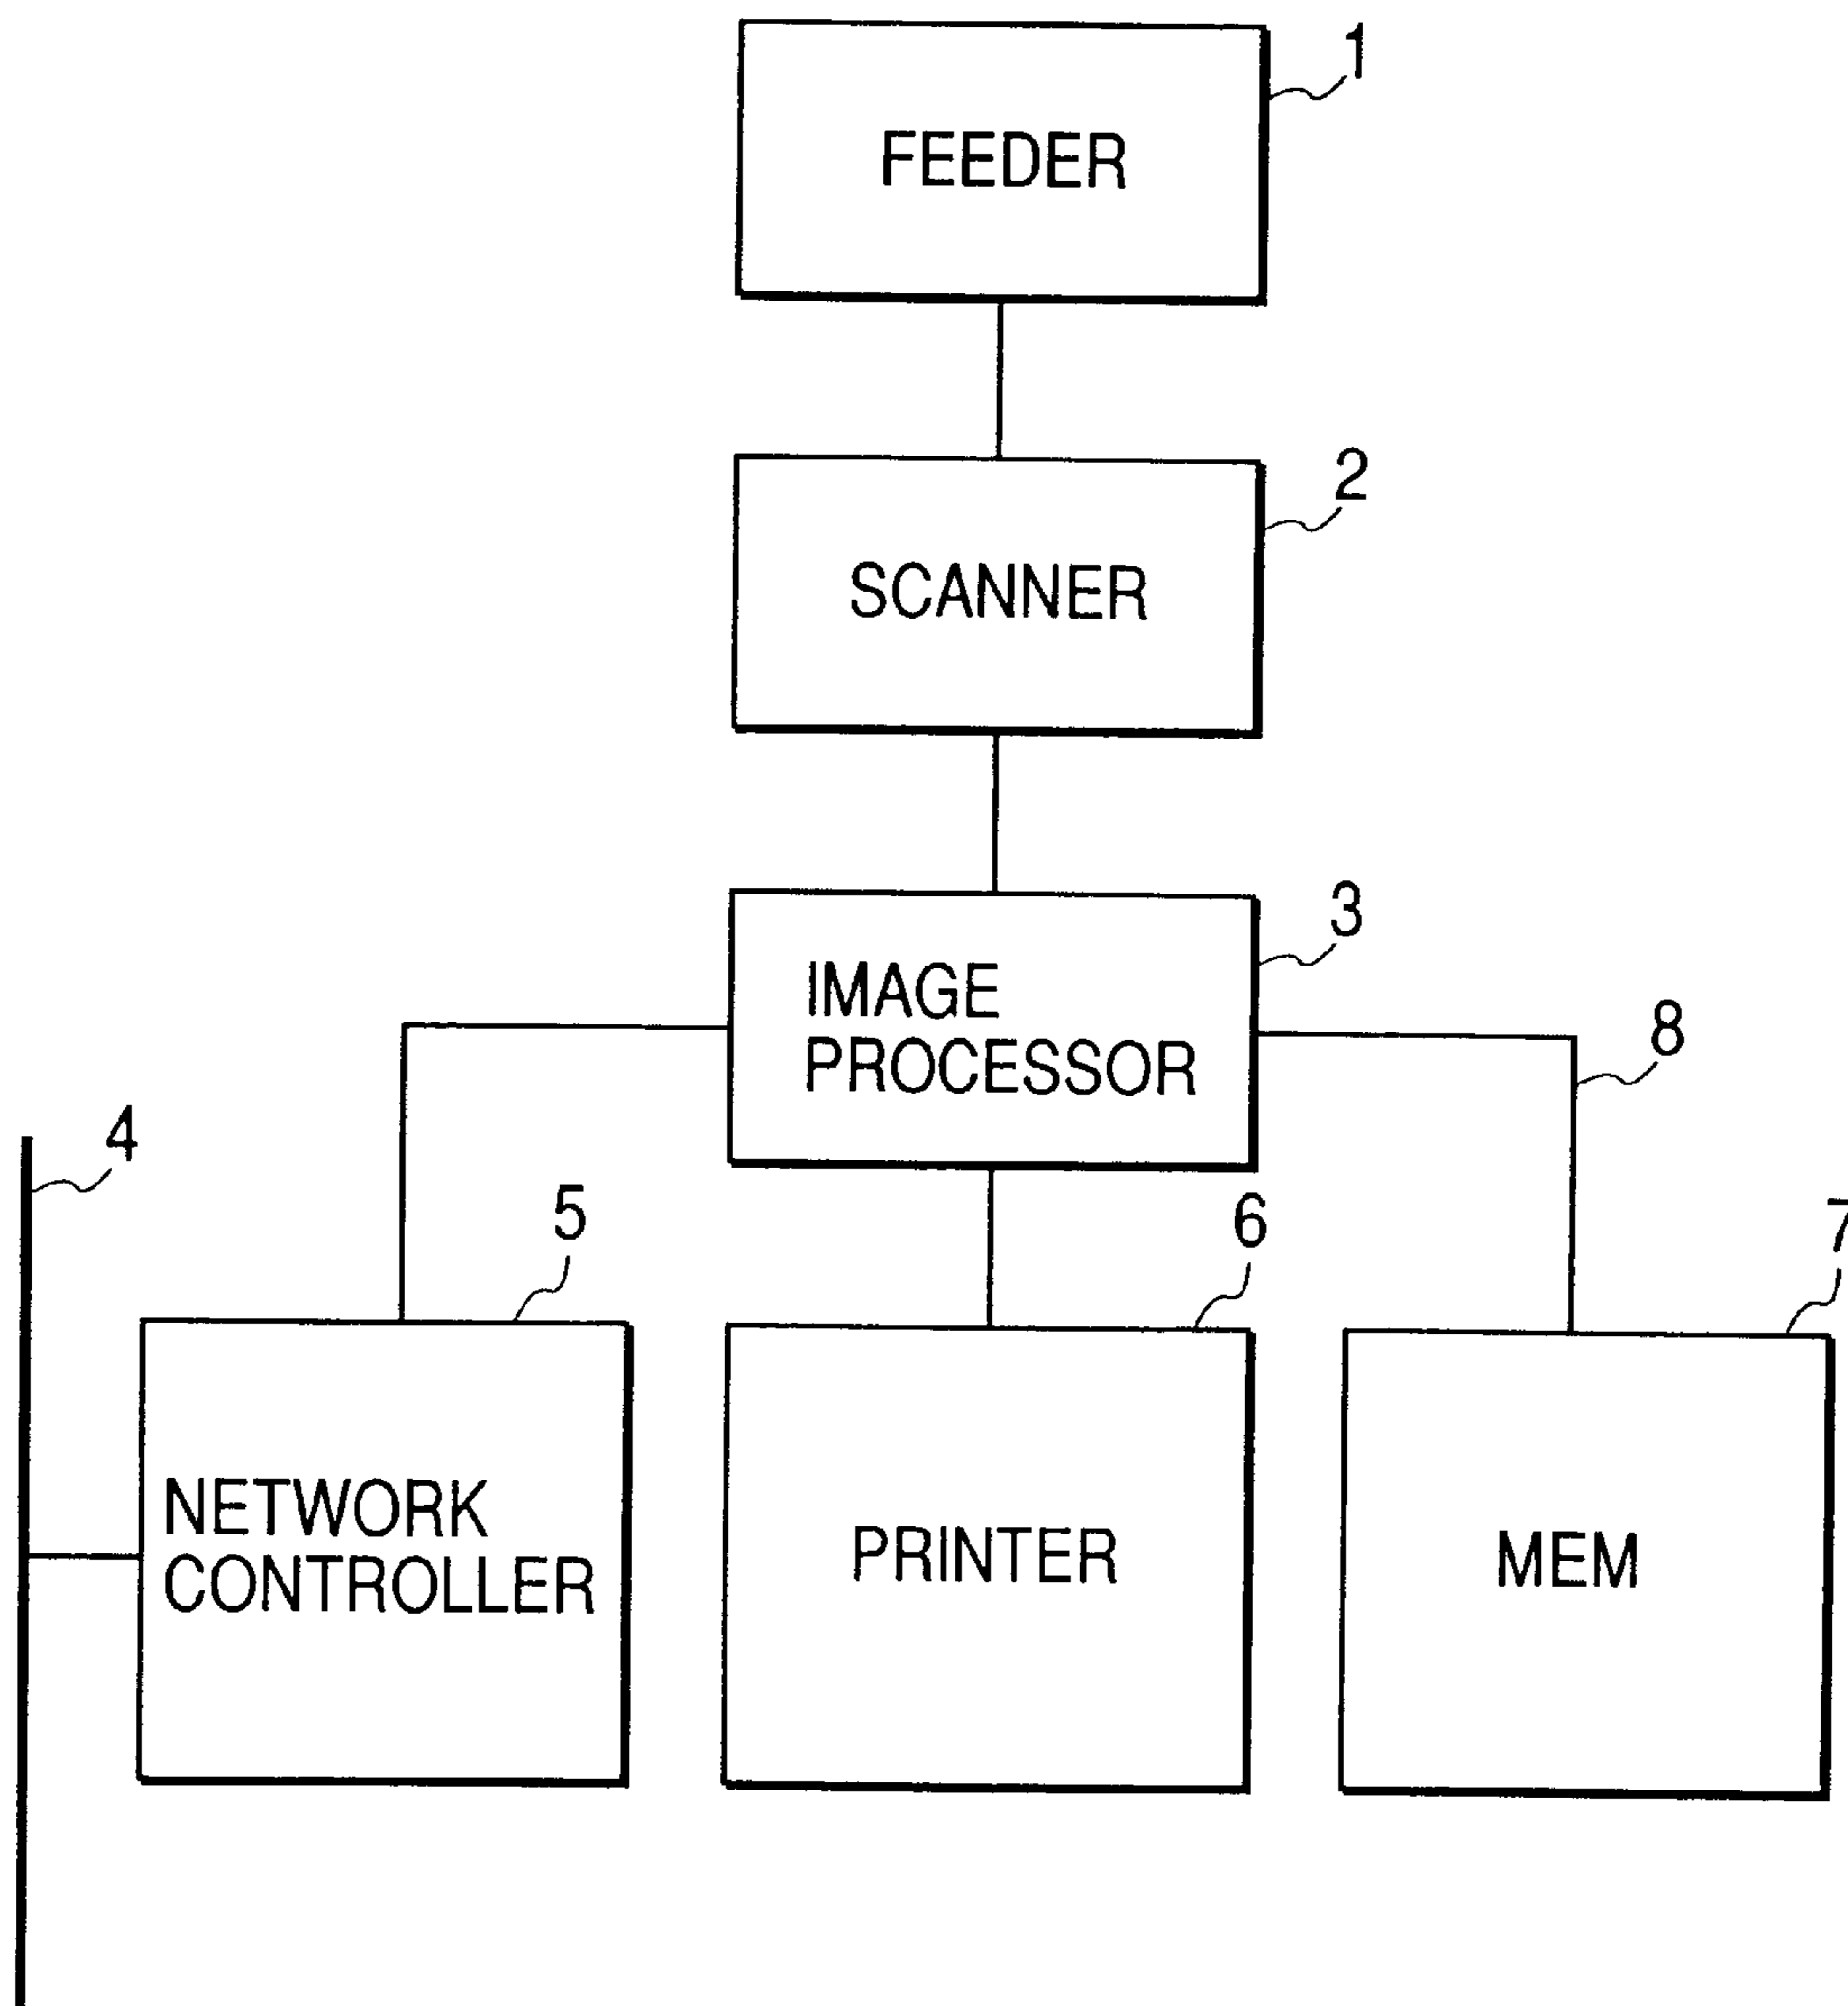 1
FEEDER
2
SCANNER
3
IMAGE
PROCESSOR
8
4
5
6
7
NETWORK
CONTROLLER
PRINTER
MEM